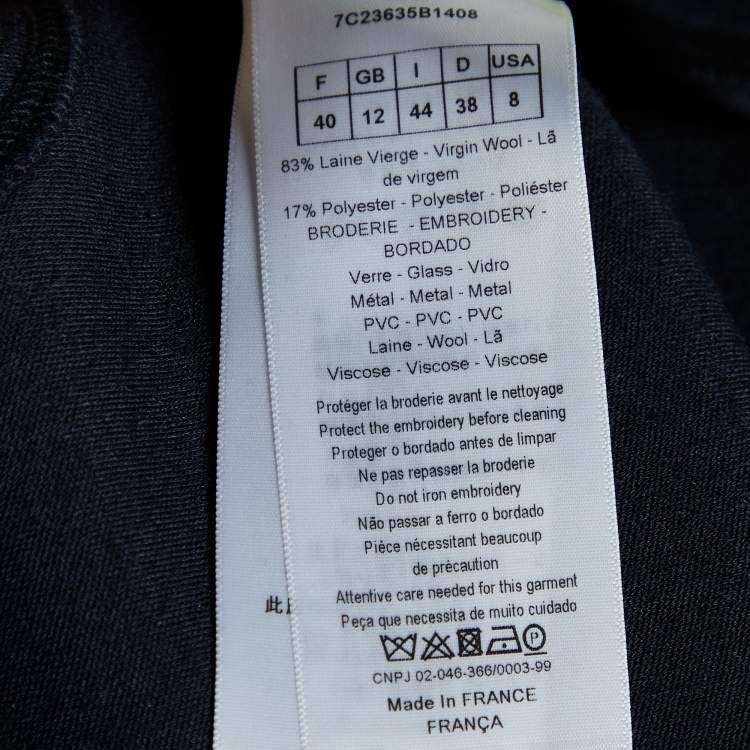 7C23635B1408
F GB I D USA
40 12 44 38 8
83% Laine Vierge - Virgin Wool - Lã
de virgem
17% Polyester - Polyester - Poliéster
BRODERIE - EMBROIDERY -
BORDADO
Verre - Glass - Vidro
Métal - Metal - Metal
PVC - PVC - PVC
Laine - Wool - Lã
Viscose - Viscose - Viscose
Protéger la broderie avant le nettoyage
Protect the embroidery before cleaning
Proteger o bordado antes de limpar
Ne pas repasser la broderie
Do not iron embroidery
Não passar a ferro o bordado
Pièce nécessitant beaucoup
de précaution
Attentive care needed for this garment
Peça que necessita de muito cuidado
P
CNPJ 02-046-366/0003-99
Made In FRANCE
FRANÇA
此